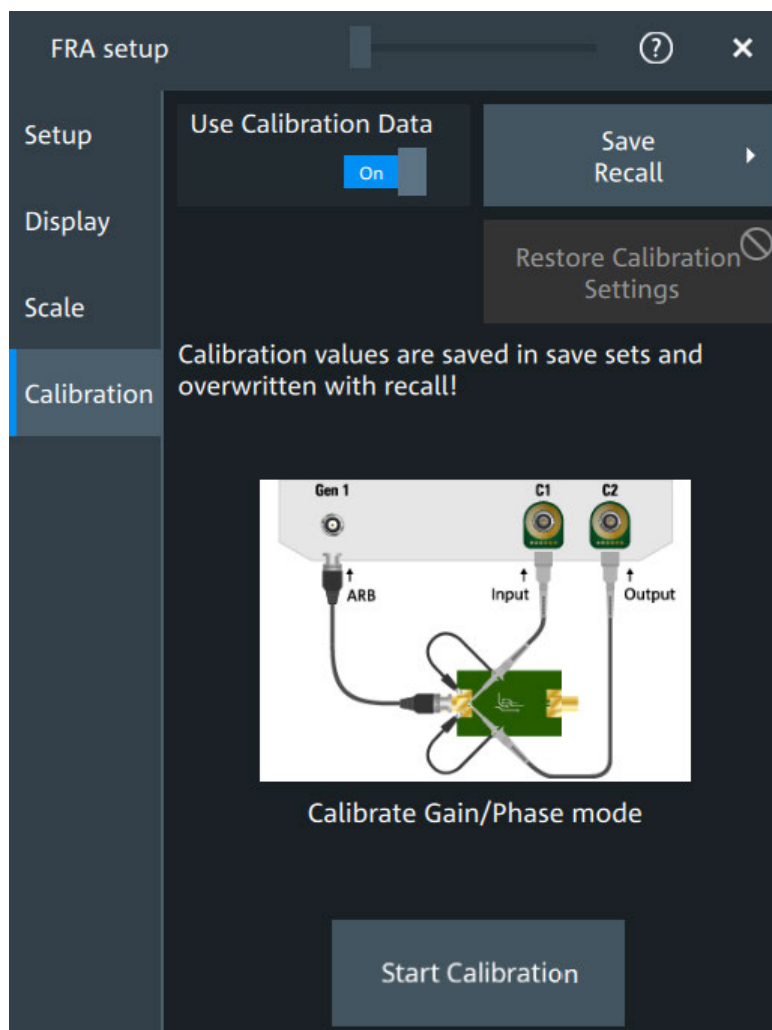 FRA setup
?
×
Setup
Display
Scale
Calibration
Use Calibration Data
On
Save
Recall
Restore Calibration
Settings
Calibration values are saved in save sets and
overwritten with recall!
Gen 1
C1
C2
ARB
Input
Output
Calibrate Gain/Phase mode
Start Calibration